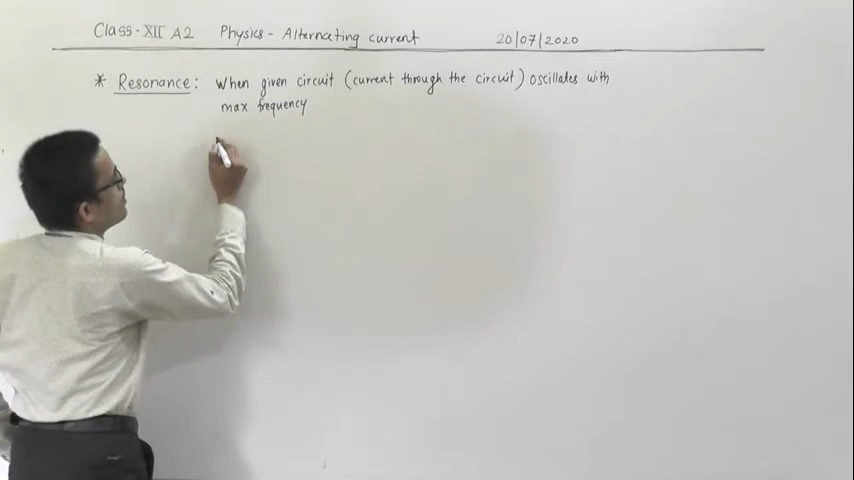 Class-XII A2 Physics - Alternating current 20/07/2020
* Resonance: When given circuit (current through the circuit) oscillates with
max frequency